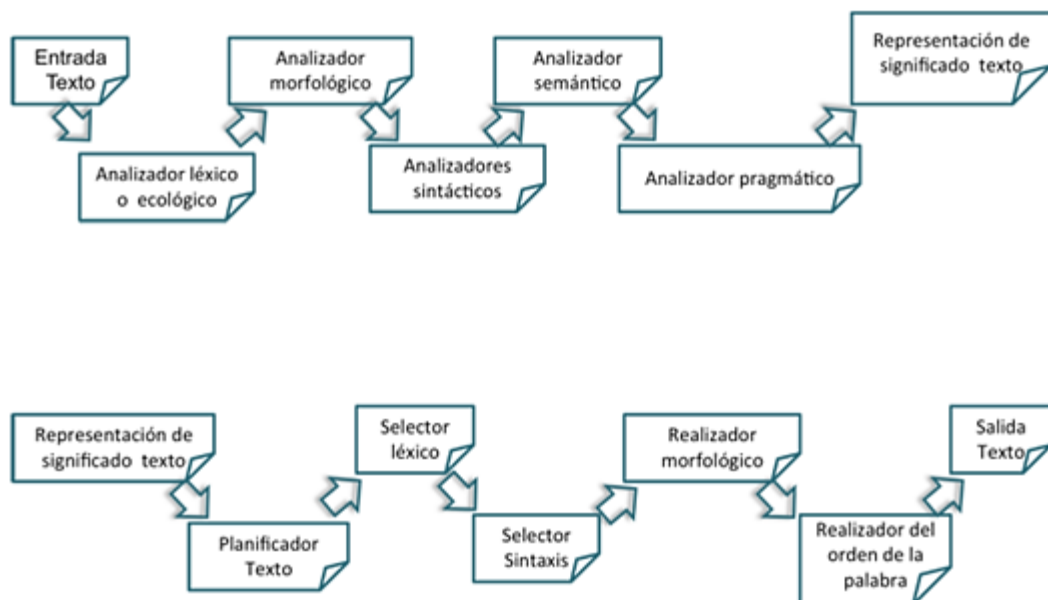 Entrada
Texto
Analizador léxico
o ecológico
Analizador
morfológico
Analizadores
sintácticos
Analizador
semántico
Analizador pragmático
Representación de
significado texto
Representación de
significado texto
Planificador
Texto
Selector
léxico
Selector
Sintaxis
Realizador
morfológico
Realizador del
orden de la
palabra
Salida
Texto